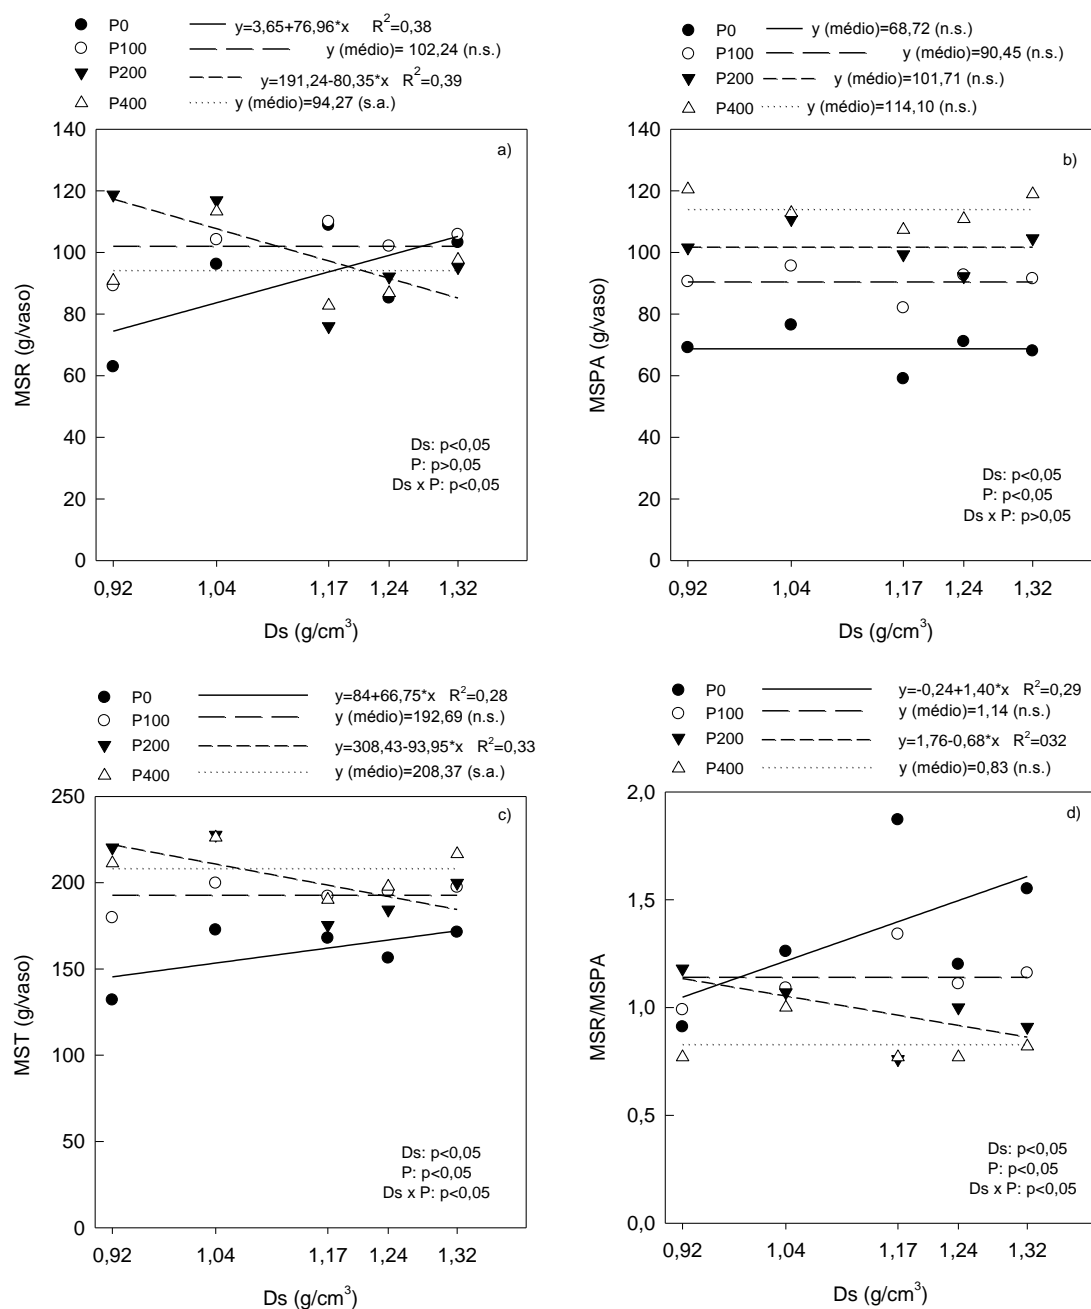 P0 y=3,65+76,96*x R2=0,38
P100 y (médio)= 102,24 (n.s.)
P200 y=191,24-80,35*x R2=0,39
P400 y (médio)=94,27 (s.a.)
140
120
100
80
60
40
20
0
MSR (g/vaso)
a)
Ds: p<0,05
P: p>0,05
Ds x P: p<0,05
0,92 1,04 1,17 1,24 1,32
Ds (g/cm3)
P0 y (médio)=68,72 (n.s.)
P100 y (médio)=90,45 (n.s.)
P200 y (médio)=101,71 (n.s.)
P400 y (médio)=114,10 (n.s.)
140
120
100
80
60
40
20
0
MSPA (g/vaso)
b)
Ds: p<0,05
P: p<0,05
Ds x P: p>0,05
0,92 1,04 1,17 1,24 1,32
Ds (g/cm3)
P0 y=84+66,75*x R2=0,28
P100 y (médio)=192,69 (n.s.)
P200 y=308,43-93,95*x R2=0,33
P400 y (médio)=208,37 (s.a.)
250
200
150
100
50
0
MST (g/vaso)
c)
Ds: p<0,05
P: p<0,05
Ds x P: p<0,05
0,92 1,04 1,17 1,24 1,32
Ds (g/cm3)
P0 y=-0,24+1,40*x R2=0,29
P100 y (médio)=1,14 (n.s.)
P200 y=1,76-0,68*x R2=032
P400 y (médio)=0,83 (n.s.)
2,0
1,5
1,0
0,5
0,0
MSR/MSPA
d)
Ds: p<0,05
P: p<0,05
Ds x P: p<0,05
0,92 1,04 1,17 1,24 1,32
Ds (g/cm3)